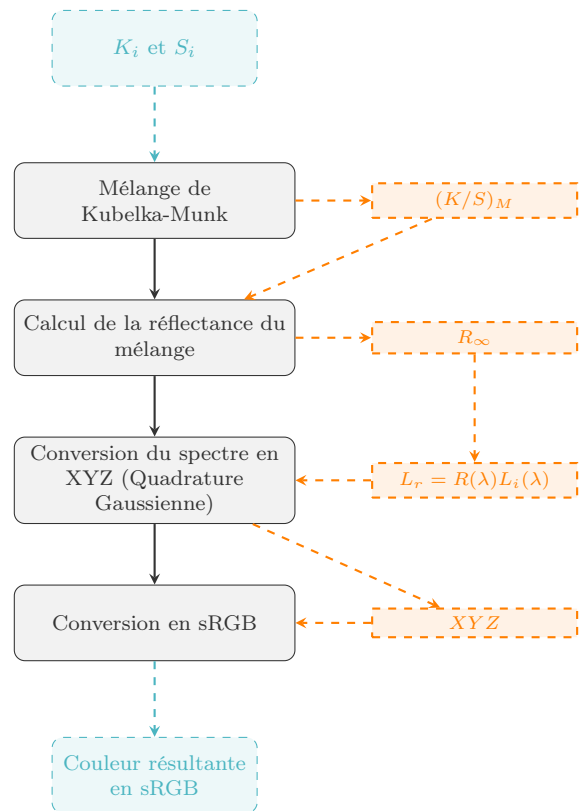 K_i et S_i
Mélange de
Kubelka-Munk
(K/S)_M
Calcul de la réflectance du
mélange
R_∞
Conversion du spectre en
XYZ (Quadrature
Gaussienne)
L_r = R(λ)L_i(λ)
Conversion en sRGB
XYZ
Couleur résultante
en sRGB